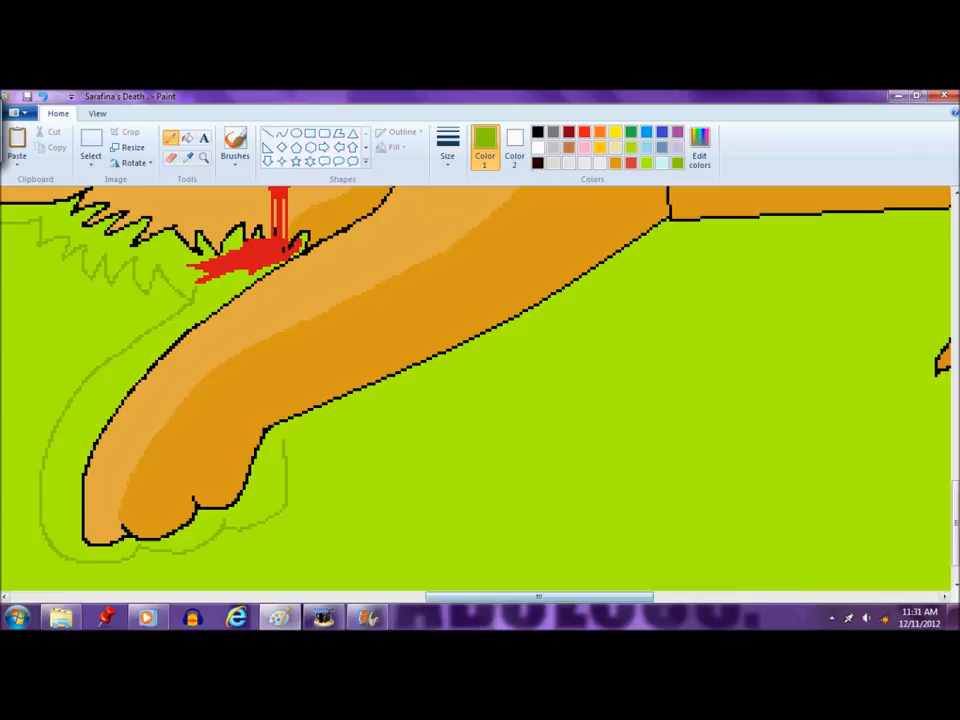 Sarafina's Death . - Paint
Home View
Paste
Cut
Copy
Clipboard
Select
Crop
Resize
Rotate
Image
A
Tools
Brushes
Shapes
Outline
Fill
Size
Color 1
Color 2
Edit colors
Colors
11:31 AM
12/11/2012